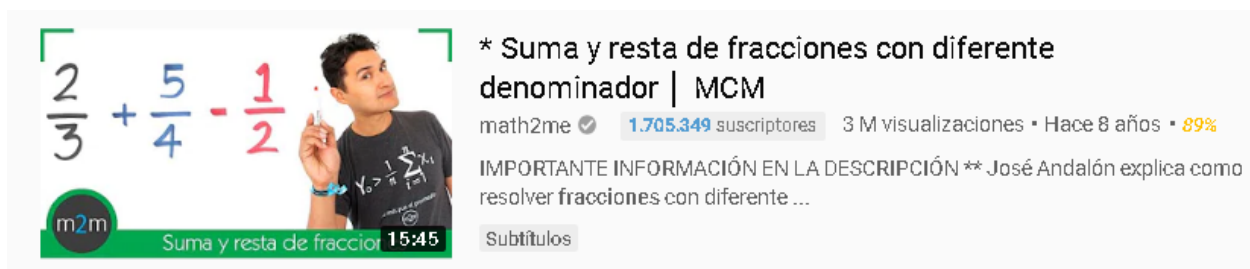 2/3 + 5/4 - 1/2
m2m
Suma y resta de fraccion
15:45
* Suma y resta de fracciones con diferente
denominador | MCM
math2me 1.705.349 suscriptores 3 M visualizaciones • Hace 8 años • 89%
IMPORTANTE INFORMACIÓN EN LA DESCRIPCIÓN ** José Andalón explica como
resolver fracciones con diferente ...
Subtítulos